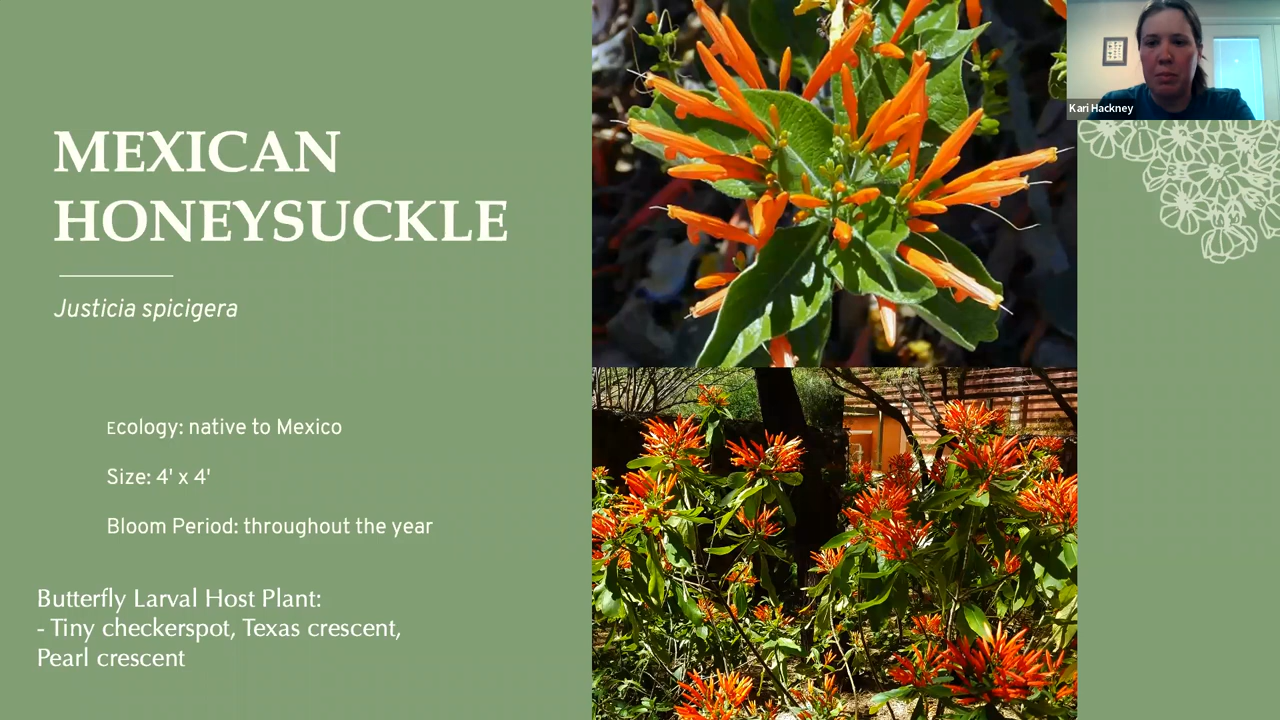 MEXICAN
HONEYSUCKLE
Justicia spicigera
Ecology: native to Mexico
Size: 4' x 4'
Bloom Period: throughout the year
Butterfly Larval Host Plant:
- Tiny checkerspot, Texas crescent,
Pearl crescent
Kari Hackney